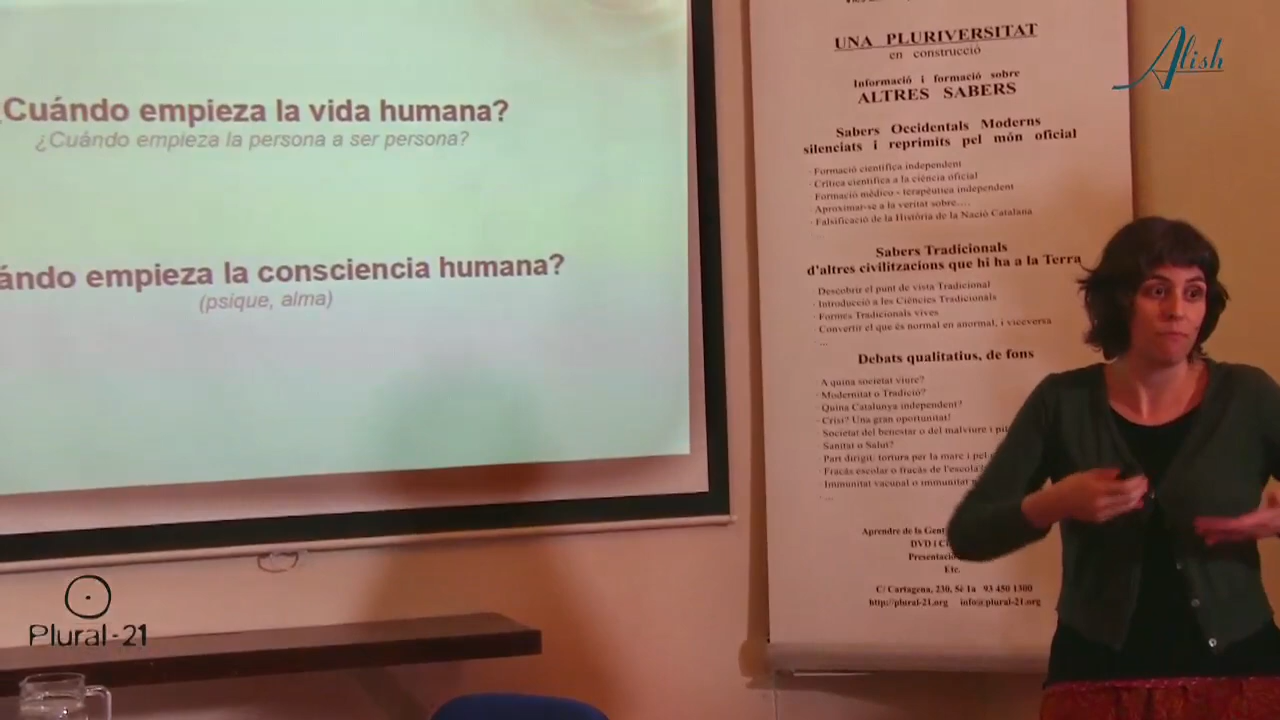 Cuándo empieza la vida humana?
¿Cuándo empieza la persona a ser persona?
ándo empieza la consciencia humana?
(psique, alma)
UNA PLURIVERSITAT
en construcció
Informació i formació sobre
ALTRES SABERS
Sabers Occidentals Moderns
silenciats i reprimits pel món oficial
· Formació científica independent
· Crítica científica a la ciència oficial
· Formació mèdico - terapèutica independent
· Aproximar-se a la veritat sobre....
· Falsificació de la Història de la Nació Catalana
...
Sabers Tradicionals
d'altres civilitzacions que hi ha a la Terra
· Descobrir el punt de vista Tradicional
· Introducció a les Ciències Tradicionals
· Formes Tradicionals vives
· Convertir el que és normal en anormal, i viceversa
...
Debats qualitatius, de fons
A quina societat viure?
· Modernitat o Tradició?
· Quina Catalunya independent?
· Crisi? Una gran oportunitat!
Societat del benestar o del malviure i
Sanitat o Salut?
· Part dirigit: tortura per la mare i pel
· Fracàs escolar o fracàs de l'escola
· Immunitat vacunal o immunitat
...
Aprendre de la Gent
DVD i
Presentaci
Etc.
C/ Cartagena, 230, 5è 1a 93 450 1300
http://plural-21.org info@plural-21.org
Alish
Plural-21